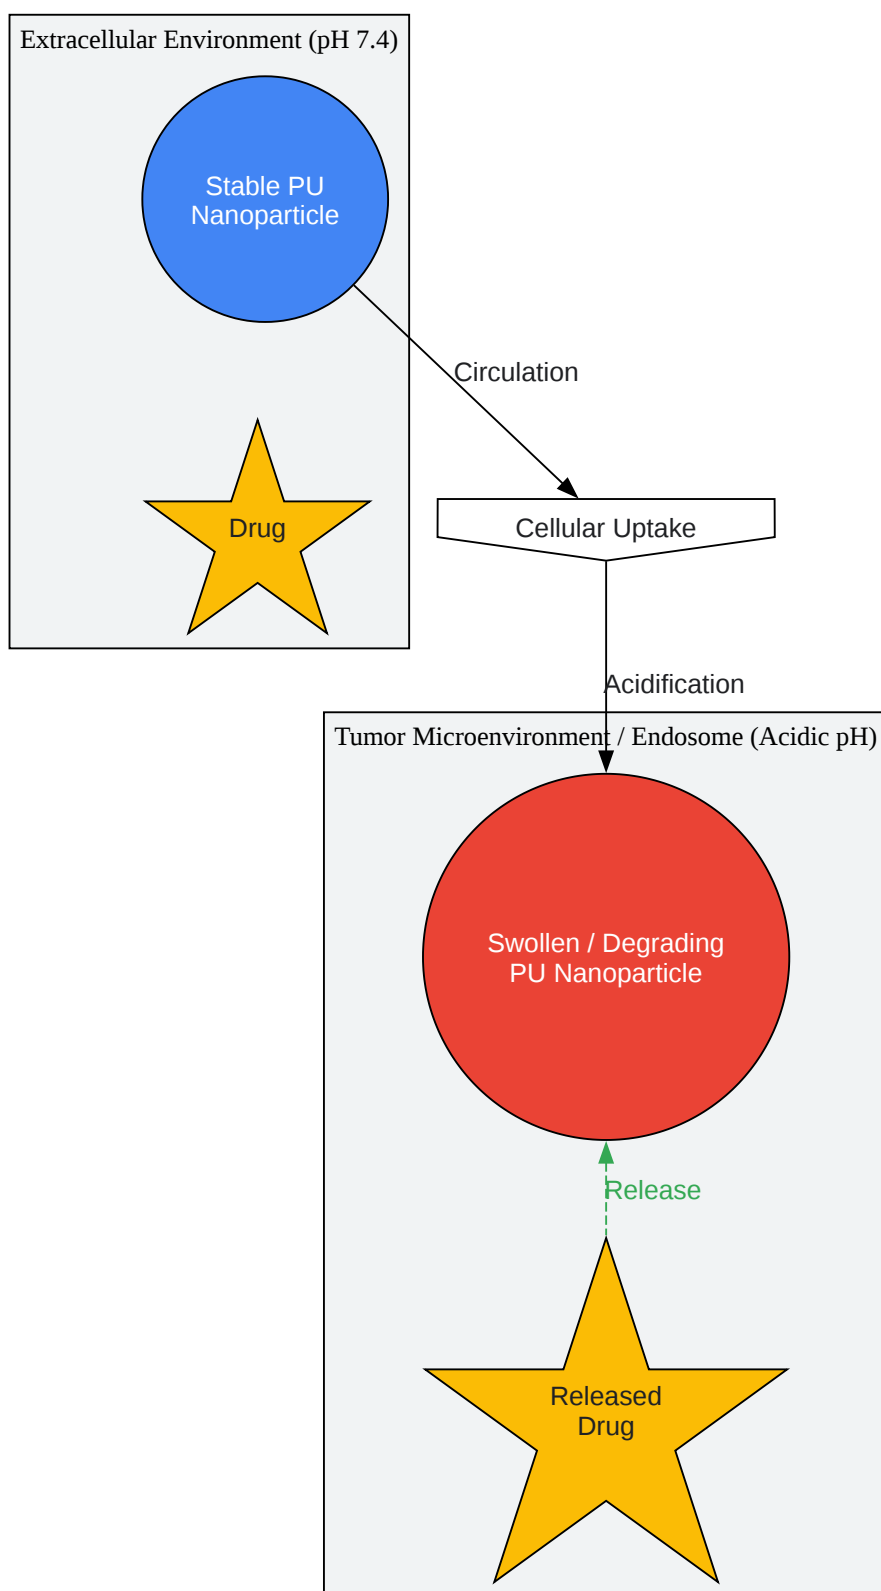 Extracellular Environment (pH 7.4)
Stable PU
Nanoparticle
Circulation
Drug
Cellular Uptake
Acidification
Tumor Microenvironment / Endosome (Acidic pH)
Swollen / Degrading
PU Nanoparticle
Release
Released
Drug